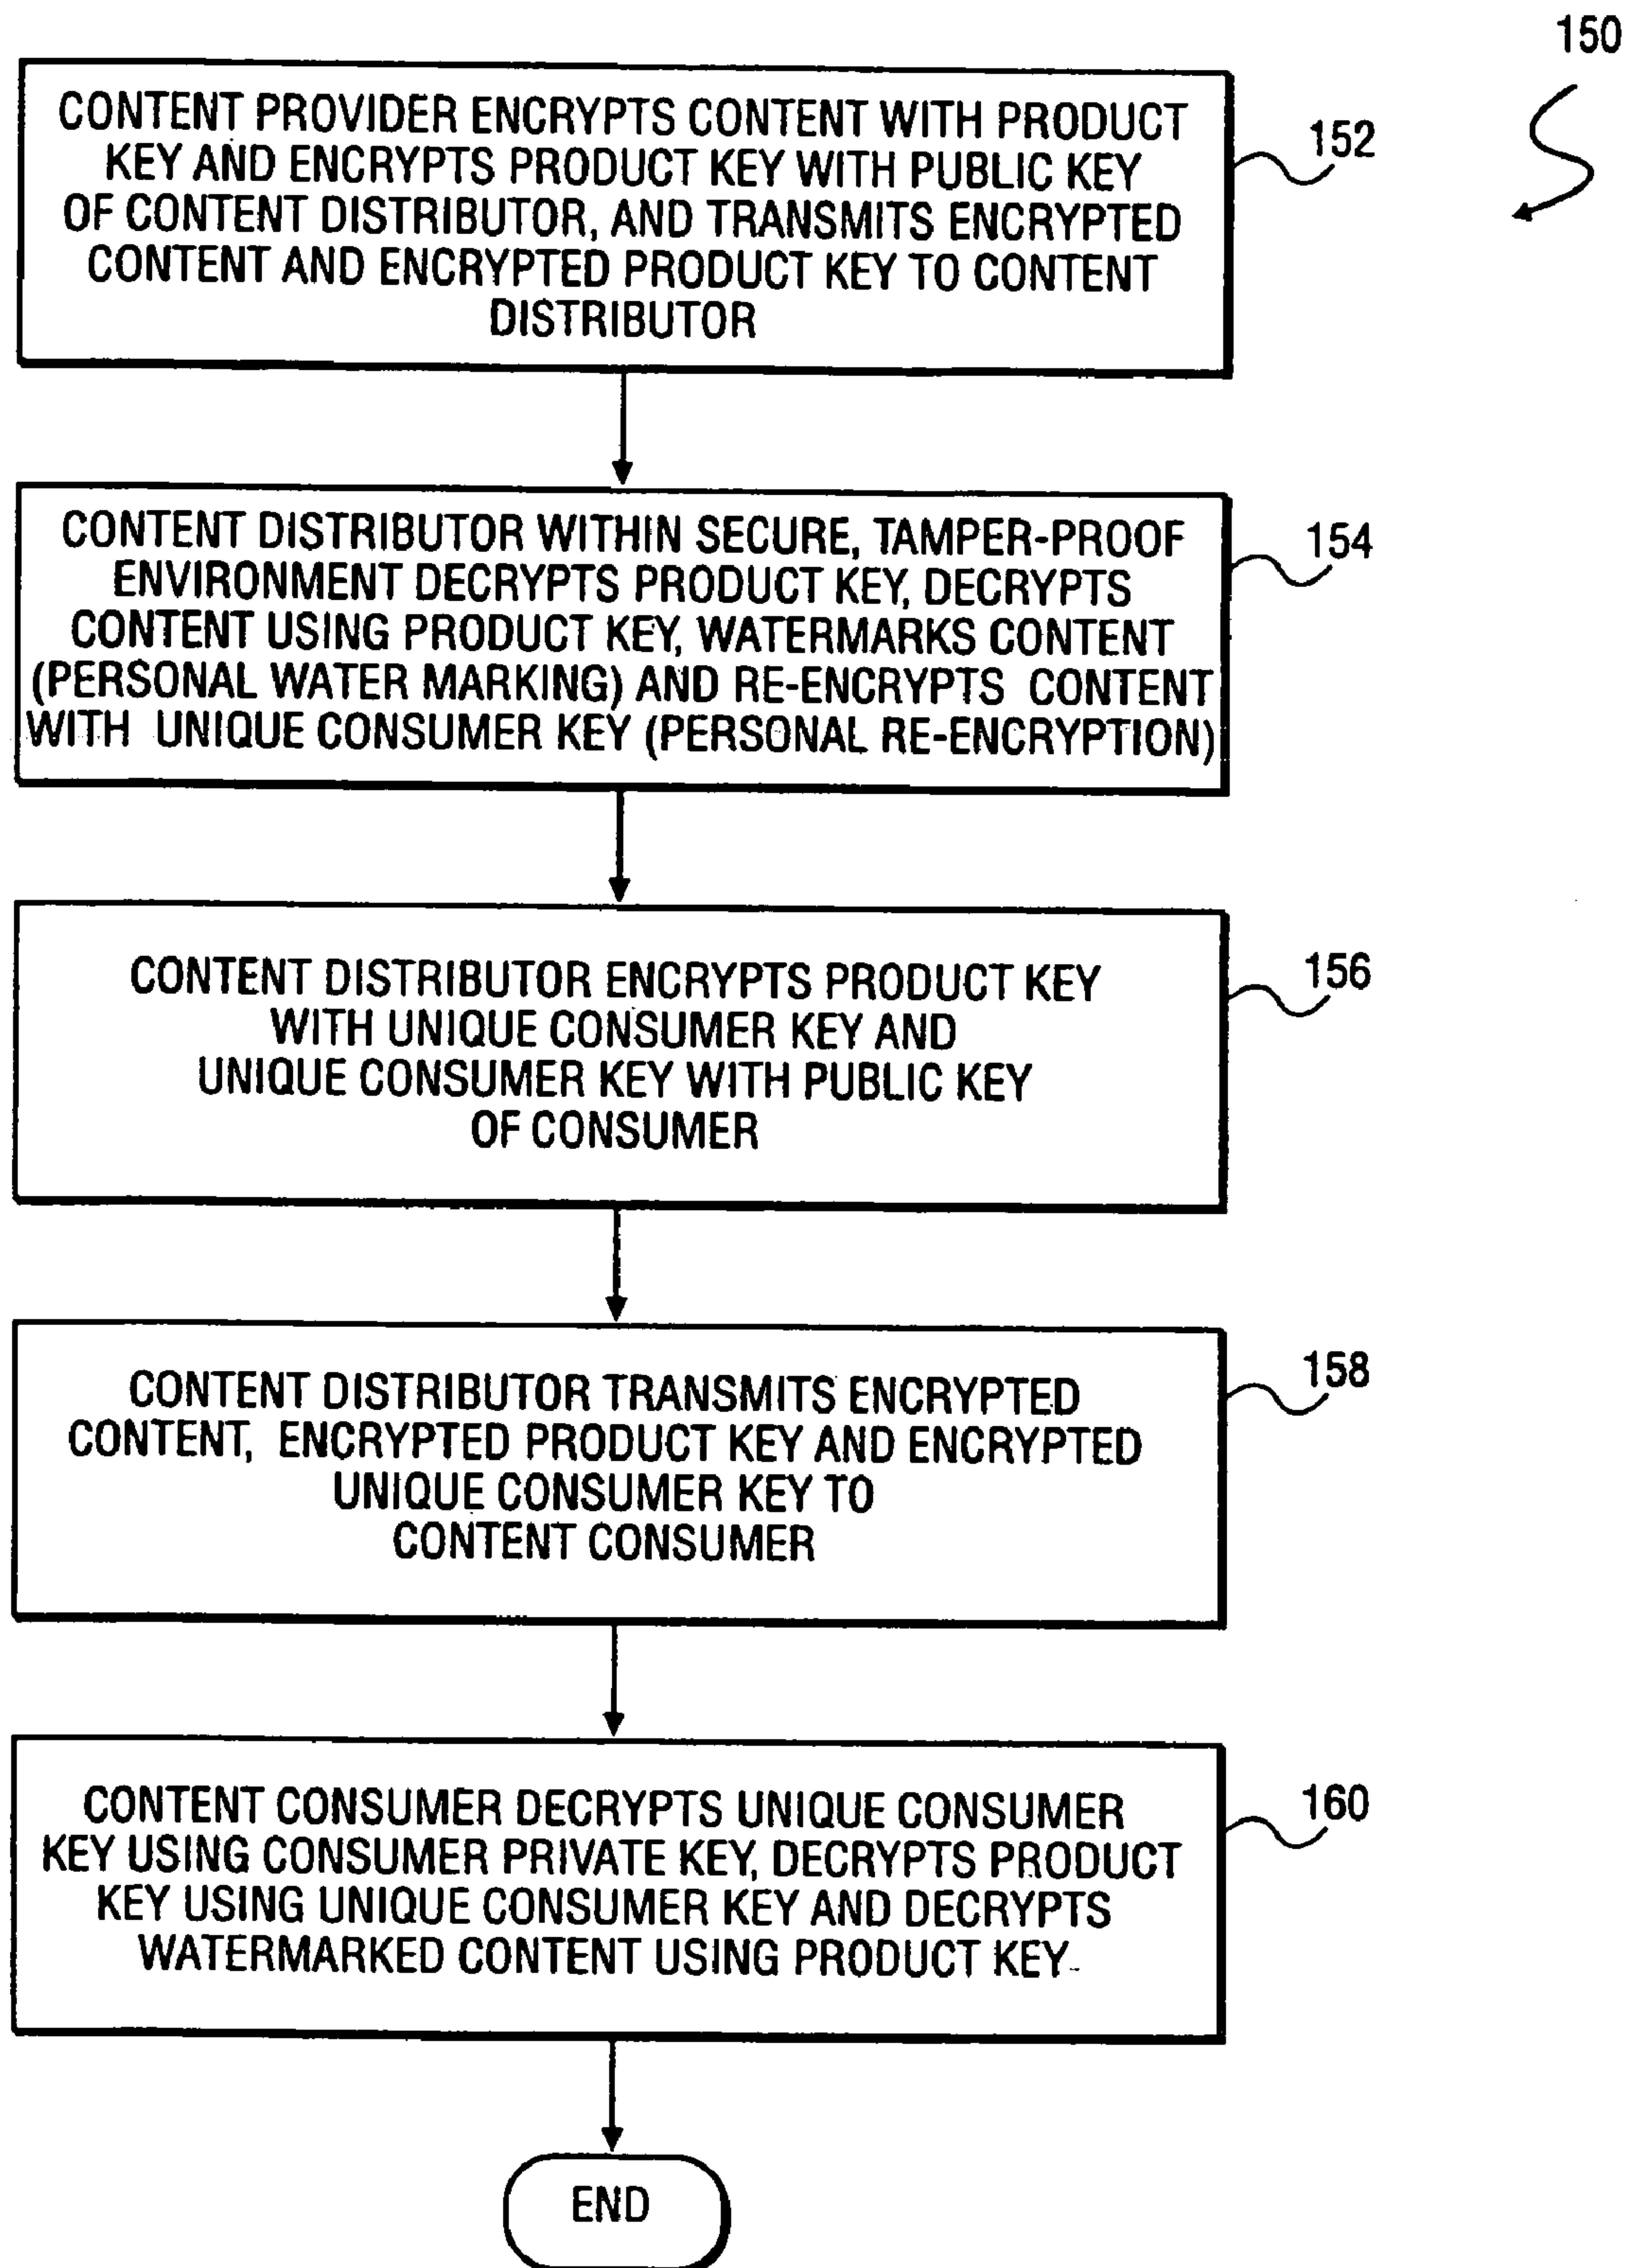 150
CONTENT PROVIDER ENCRYPTS CONTENT WITH PRODUCT
KEY AND ENCRYPTS PRODUCT KEY WITH PUBLIC KEY
OF CONTENT DISTRIBUTOR, AND TRANSMITS ENCRYPTED
CONTENT AND ENCRYPTED PRODUCT KEY TO CONTENT
DISTRIBUTOR
152
CONTENT DISTRIBUTOR WITHIN SECURE, TAMPER-PROOF
ENVIRONMENT DECRYPTS PRODUCT KEY, DECRYPTS
CONTENT USING PRODUCT KEY, WATERMARKS CONTENT
(PERSONAL WATER MARKING) AND RE-ENCRYPTS CONTENT
WITH UNIQUE CONSUMER KEY (PERSONAL RE-ENCRYPTION)
154
CONTENT DISTRIBUTOR ENCRYPTS PRODUCT KEY
WITH UNIQUE CONSUMER KEY AND
UNIQUE CONSUMER KEY WITH PUBLIC KEY
OF CONSUMER
156
CONTENT DISTRIBUTOR TRANSMITS ENCRYPTED
CONTENT, ENCRYPTED PRODUCT KEY AND ENCRYPTED
UNIQUE CONSUMER KEY TO
CONTENT CONSUMER
158
CONTENT CONSUMER DECRYPTS UNIQUE CONSUMER
KEY USING CONSUMER PRIVATE KEY, DECRYPTS PRODUCT
KEY USING UNIQUE CONSUMER KEY AND DECRYPTS
WATERMARKED CONTENT USING PRODUCT KEY
160
END